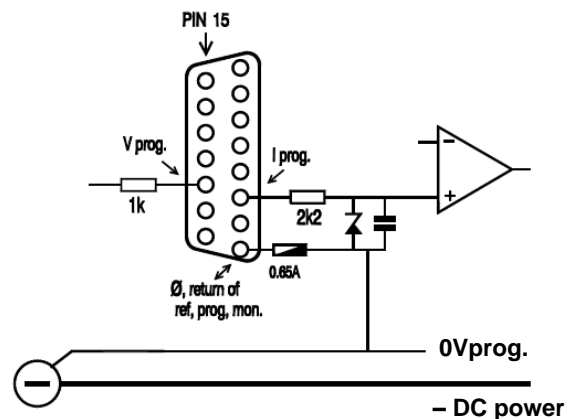 PIN 15
V prog.
I prog.
1k
2k2
0.65A
Ø, return of
ref, prog, mon.
0Vprog.
– DC power